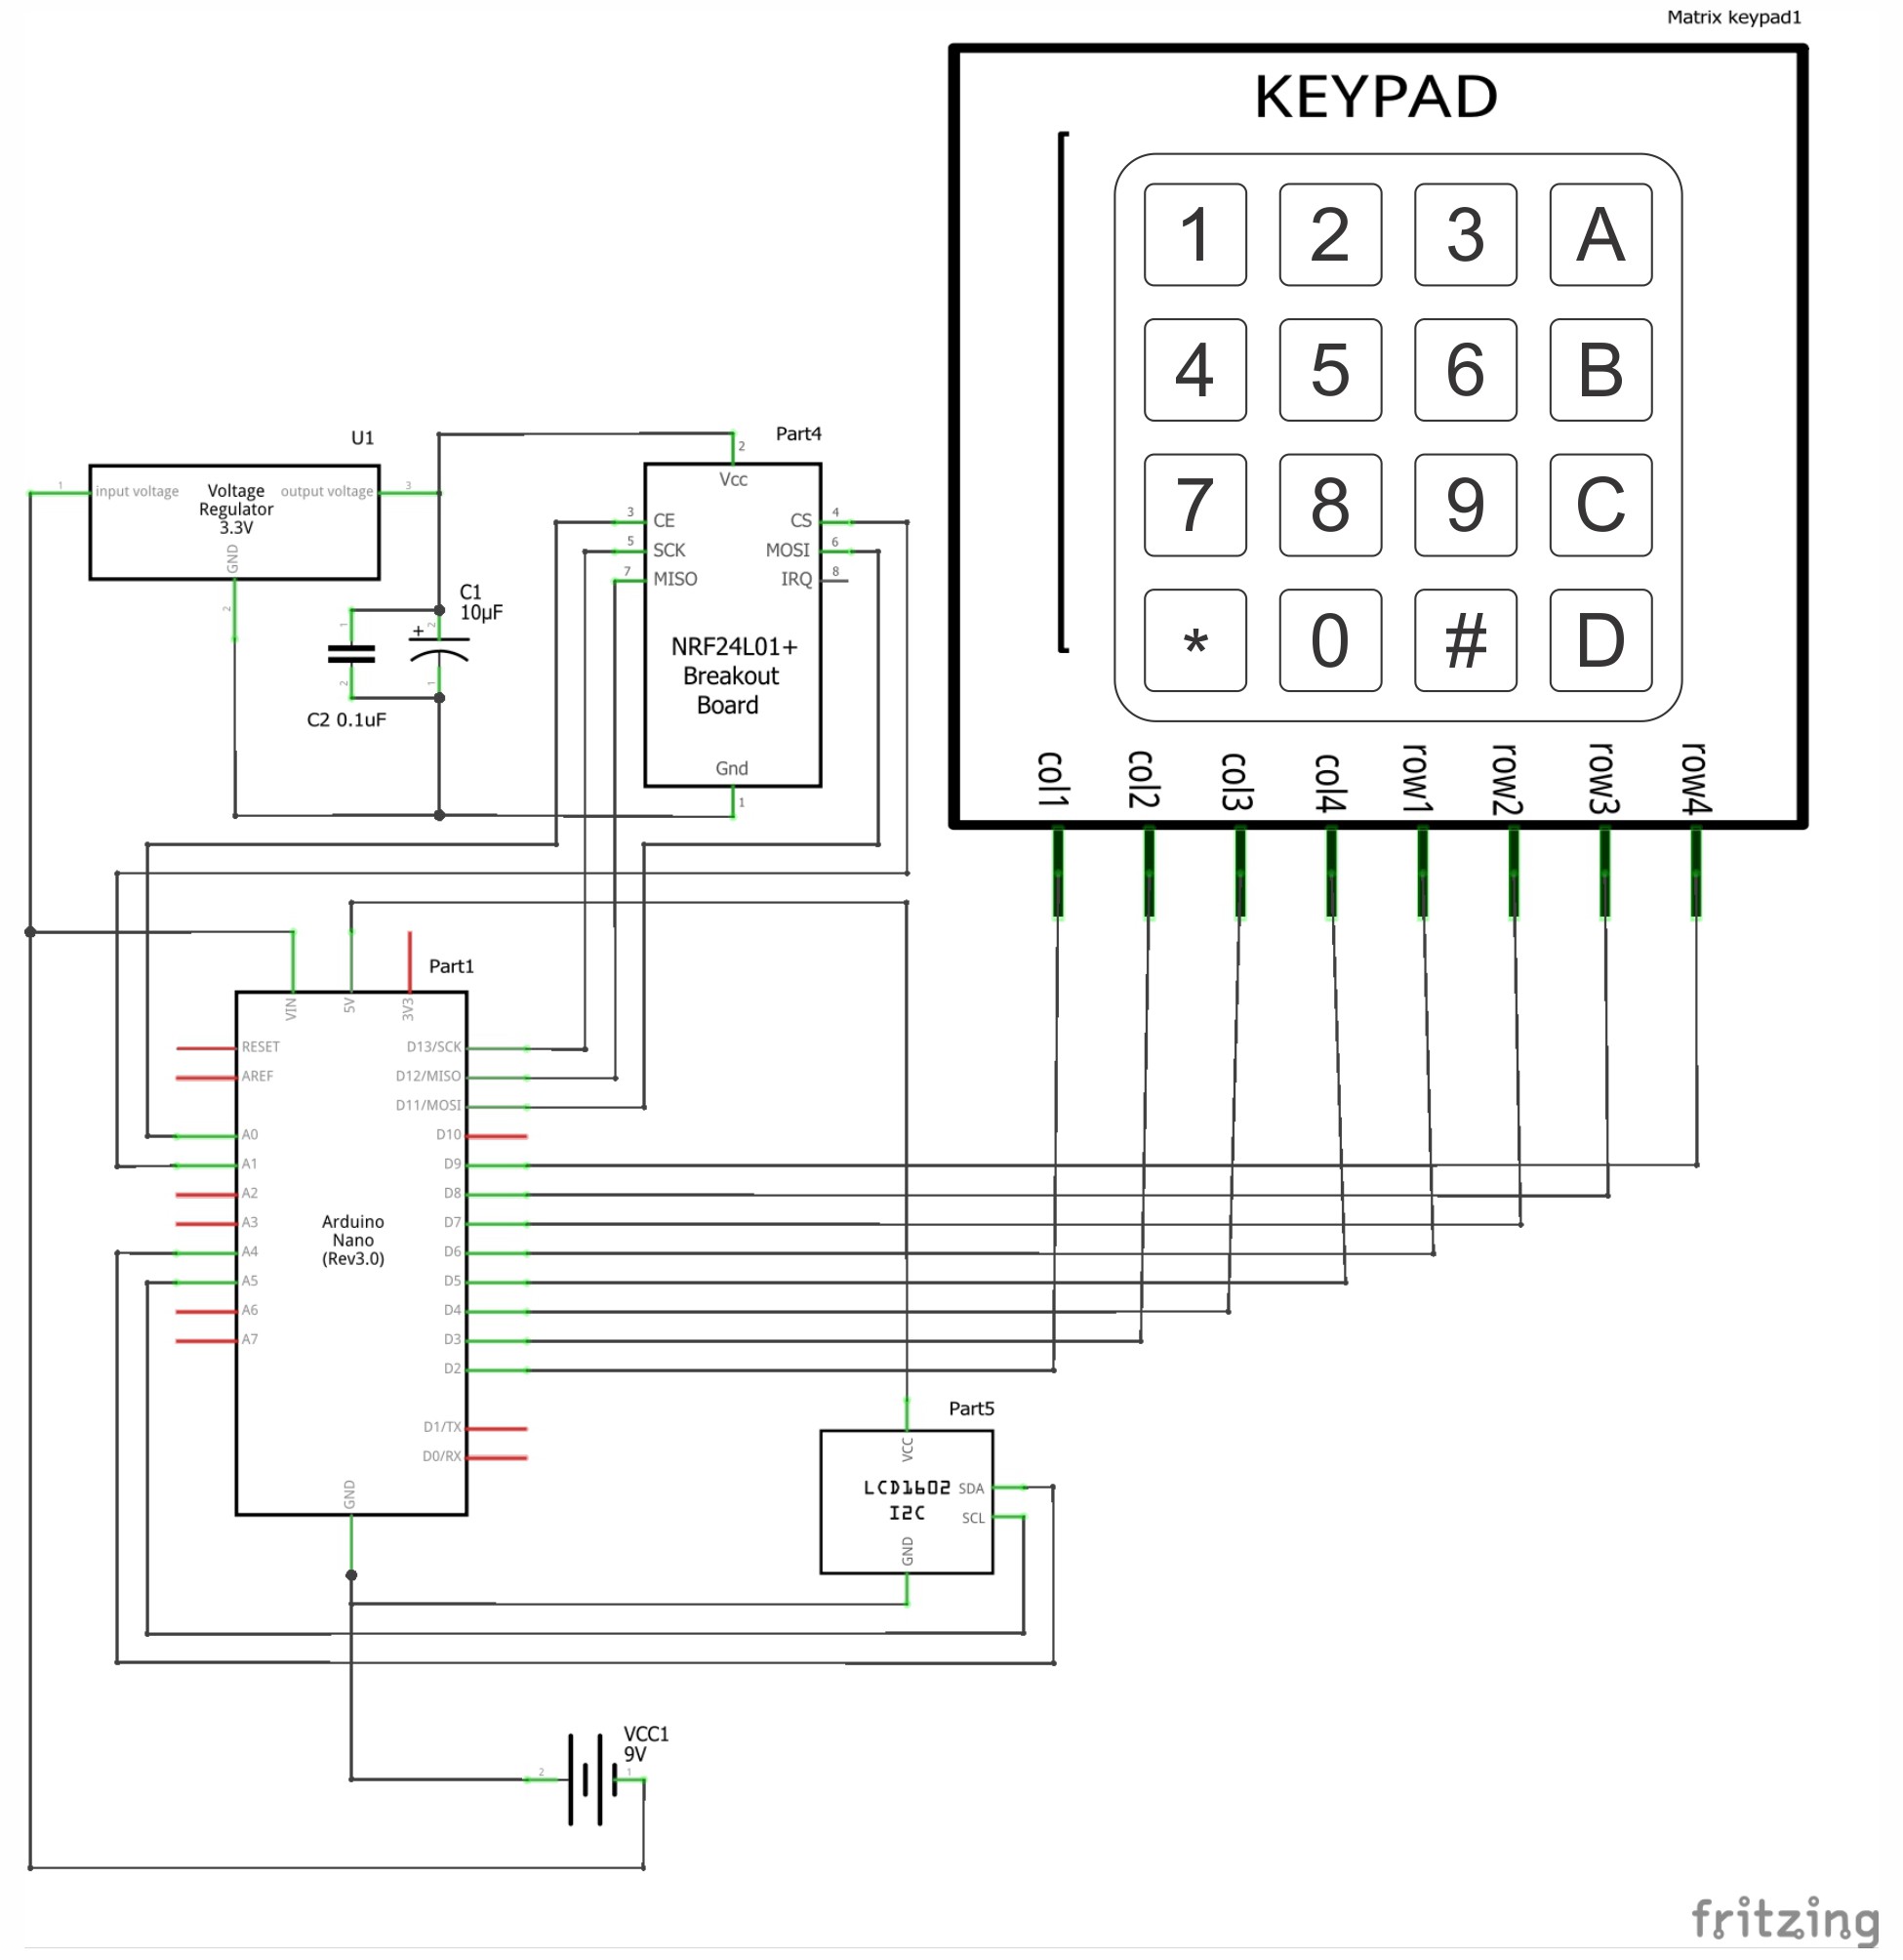 Matrix keypad1
KEYPAD
1 2 3 A
4 5 6 B
7 8 9 C
* 0 # D
col1 col2 col3 col4 row1 row2 row3 row4
U1
1 input voltage Voltage Regulator 3.3V output voltage 3
GND
2
C1
10µF
+
2
1
1
2
C2 0.1uF
Part4
2
Vcc
3 CE CS 4
5 SCK MOSI 6
7 MISO IRQ 8
NRF24L01+
Breakout
Board
Gnd
1
Part1
VIN 5V 3V3
RESET D13/SCK
AREF D12/MISO
D11/MOSI
A0 D10
A1 D9
A2 D8
A3 D7
A4 D6
A5 D5
A6 D4
A7 D3
D2
D1/TX
D0/RX
Arduino
Nano
(Rev3.0)
GND
Part5
VCC
LCD1602 SDA
I2C SCL
GND
VCC1
9V
2 1
fritzing